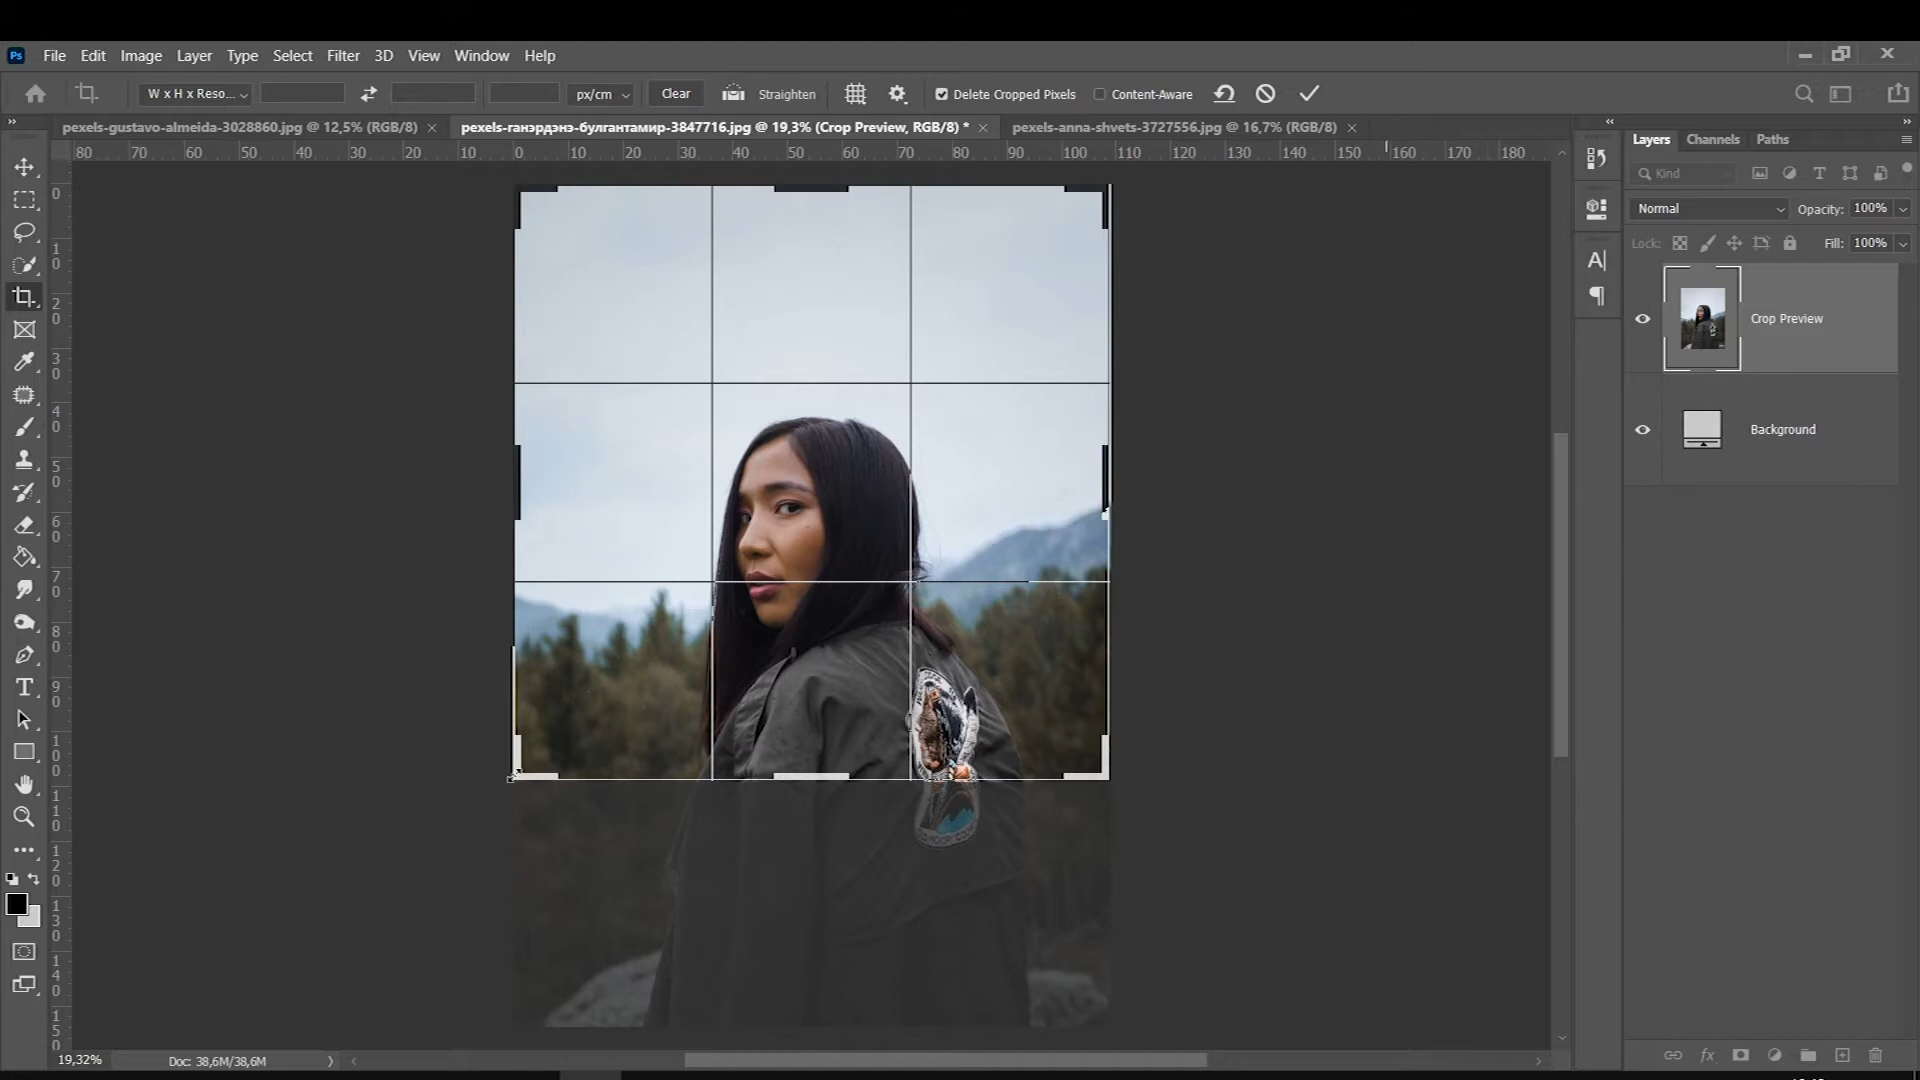 Ps File Edit Image Layer Type Select Filter 3D View Window Help
W x H x Reso... px/cm Clear Straighten Delete Cropped Pixels Content-Aware
pexels-gustavo-almeida-3028860.jpg @ 12,5% (RGB/8) pexels-ганэрдэнэ-булгантамир-3847716.jpg @ 19,3% (Crop Preview, RGB/8) * pexels-anna-shvets-3727556.jpg @ 16,7% (RGB/8)
80 70 60 50 40 30 20 10 0 10 20 30 40 50 60 70 80 90 100 110 120 130 140 150 160 170 180
0
10
20
30
40
50
60
70
80
90
100
110
120
130
140
150
Layers Channels Paths
Kind
Normal Opacity: 100%
Lock: Fill: 100%
Crop Preview
Background
fx
19,32% Doc: 38,6M/38,6M